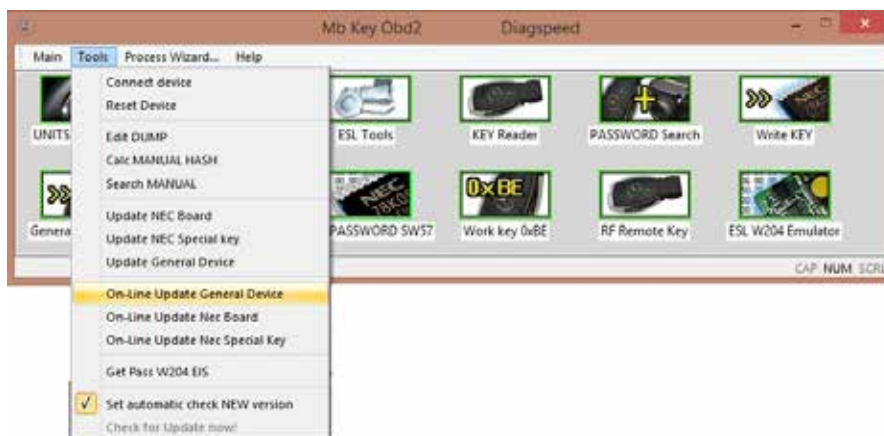 Mb Key Obd2 Diagspeed
Main Tools Process Wizard... Help
Connect device
Reset Device
Edit DUMP
Calc MANUAL HASH
Search MANUAL
Update NEC Board
Update NEC Special key
Update General Device
On-Line Update General Device
On-Line Update Nec Board
On-Line Update Nec Special Key
Get Pass W204 EIS
Set automatic check NEW version
Check for Update now!
UNITS
ESL Tools
KEY Reader
PASSWORD Search
Write KEY
NEC
Genera
PASSWORD SW57
0xBE
Work key 0xBE
RF Remote Key
ESL W204 Emulator
CAP NUM SCRL